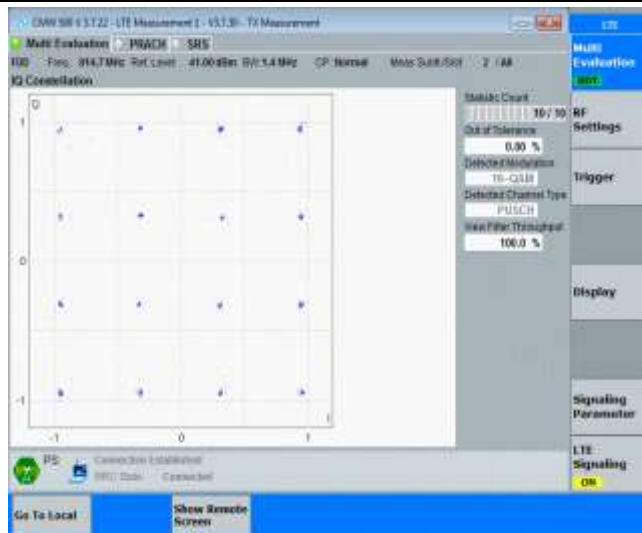 CMW 500 V 3.7.22 - LTE Measurement 1 - V3.7.30 - TX Measurement
LTE
Multi Evaluation PRACH SRS
Multi
Evaluation
RDY
FDD Freq.: 814.7 MHz Ref. Level: 41.00 dBm BW: 1.4 MHz CP: Normal Meas Subfr./Slot 2 / All
IQ Constellation
Statistic Count
10 / 10
Out of Tolerance
0.00 %
Detected Modulation
16-QAM
Detected Channel Type
PUSCH
View Filter Throughput
100.0 %
RF
Settings
Trigger
Display
Signaling
Parameter
LTE
Signaling
ON
Q
1
0
-1
I
-1 0 1
PS:
Connection Established
RRC State: Connected
Go To Local
Show Remote
Screen